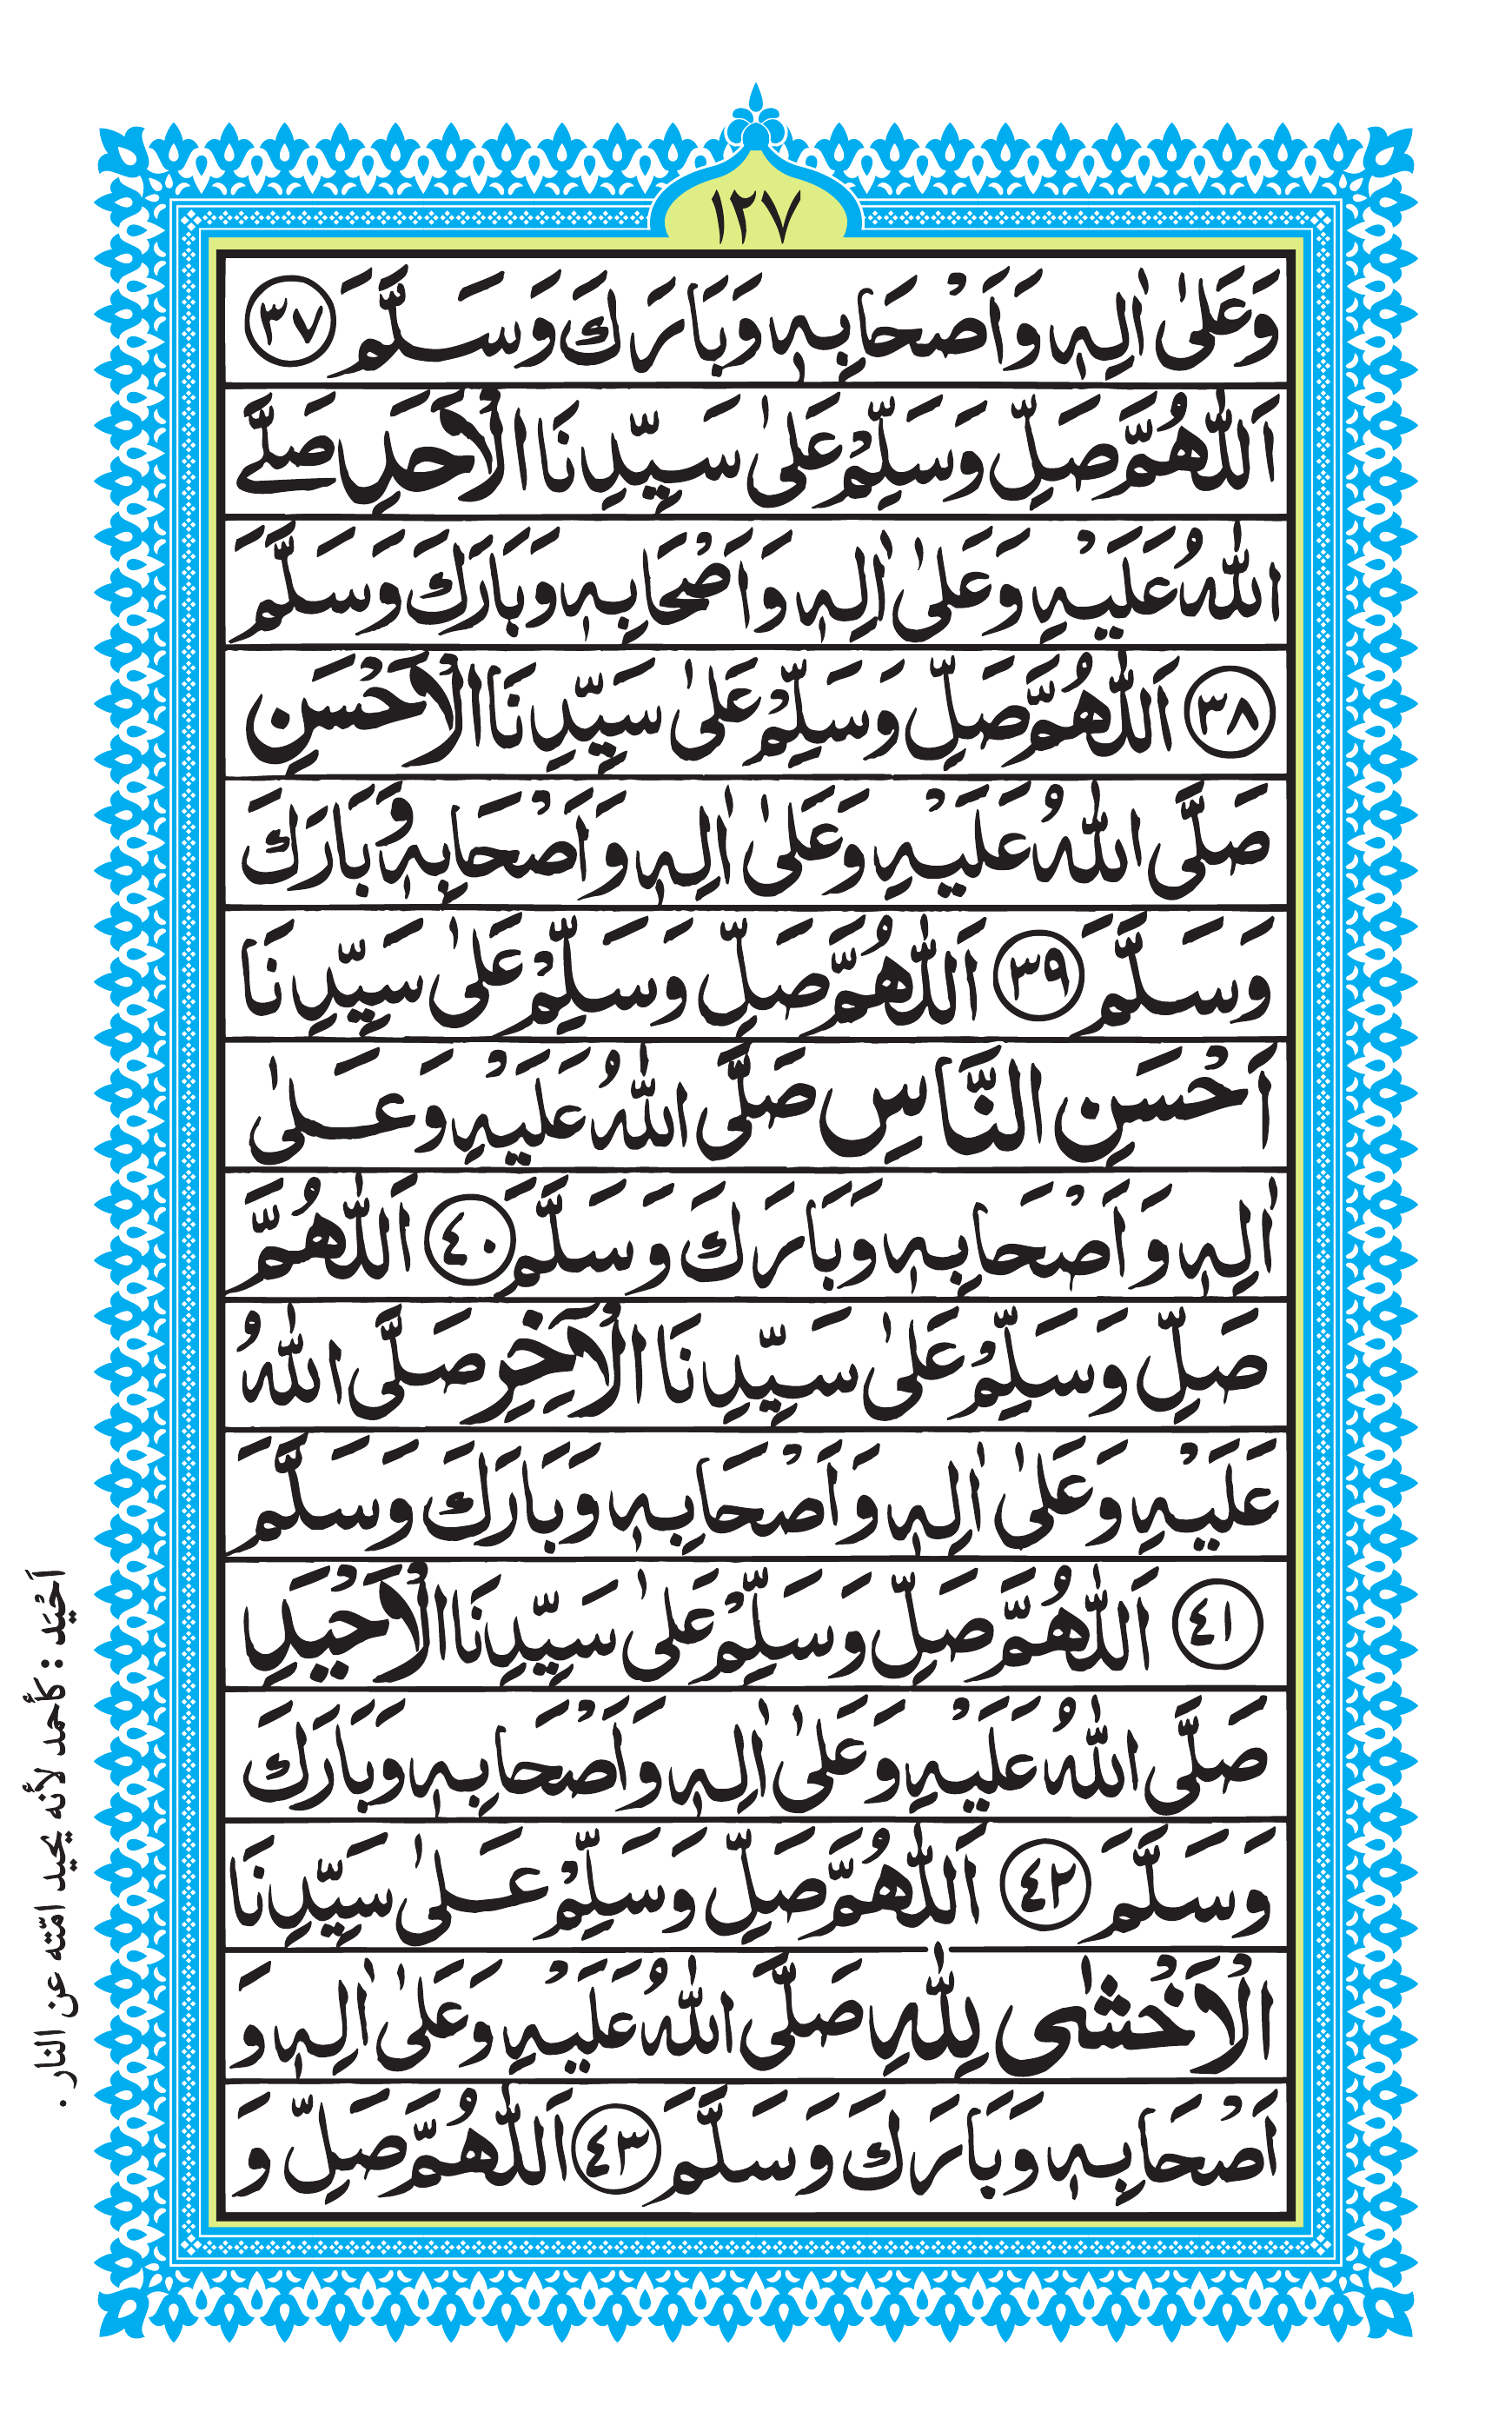 ١٢٧
وَعَلٰى اٰلِهٖ وَاَصْحَابِهٖ وَبَارَكَ وَسَلَّمَ ٣٧
اَللّٰهُمَّ صَلِّ وَسَلِّمْ عَلٰى سَيِّدِنَا الْاَحَدِ صَلَّے
اللّٰهُ عَلَيْهِ وَعَلٰى اٰلِهٖ وَاَصْحَابِهٖ وَبَارَكَ وَسَلَّمَ
٣٨ اَللّٰهُمَّ صَلِّ وَسَلِّمْ عَلٰى سَيِّدِنَا الْاَحْسَنِ
صَلَّى اللّٰهُ عَلَيْهِ وَعَلٰى اٰلِهٖ وَاَصْحَابِهٖ وَبَارَكَ
وَسَلَّمَ ٣٩ اَللّٰهُمَّ صَلِّ وَسَلِّمْ عَلٰى سَيِّدِنَا
اَحْسَنِ النَّاسِ صَلَّى اللّٰهُ عَلَيْهِ وَعَلٰى
اٰلِهٖ وَاَصْحَابِهٖ وَبَارَكَ وَسَلَّمَ ٤٠ اَللّٰهُمَّ
صَلِّ وَسَلِّمْ عَلٰى سَيِّدِنَا الْاٰخِرِ صَلَّى اللّٰهُ
عَلَيْهِ وَعَلٰى اٰلِهٖ وَاَصْحَابِهٖ وَبَارَكَ وَسَلَّمَ
٤١ اَللّٰهُمَّ صَلِّ وَسَلِّمْ عَلٰى سَيِّدِنَا الْاُحَيْدِ
صَلَّى اللّٰهُ عَلَيْهِ وَعَلٰى اٰلِهٖ وَاَصْحَابِهٖ وَبَارَكَ
وَسَلَّمَ ٤٢ اَللّٰهُمَّ صَلِّ وَسَلِّمْ عَلٰى سَيِّدِنَا
الْاَخْشٰى لِلّٰهِ صَلَّى اللّٰهُ عَلَيْهِ وَعَلٰى اٰلِهٖ وَ
اَصْحَابِهٖ وَبَارَكَ وَسَلَّمَ ٤٣ اَللّٰهُمَّ صَلِّ وَ
اَحْيَد : كأحمد لأنه يحيد امّته عن النار .